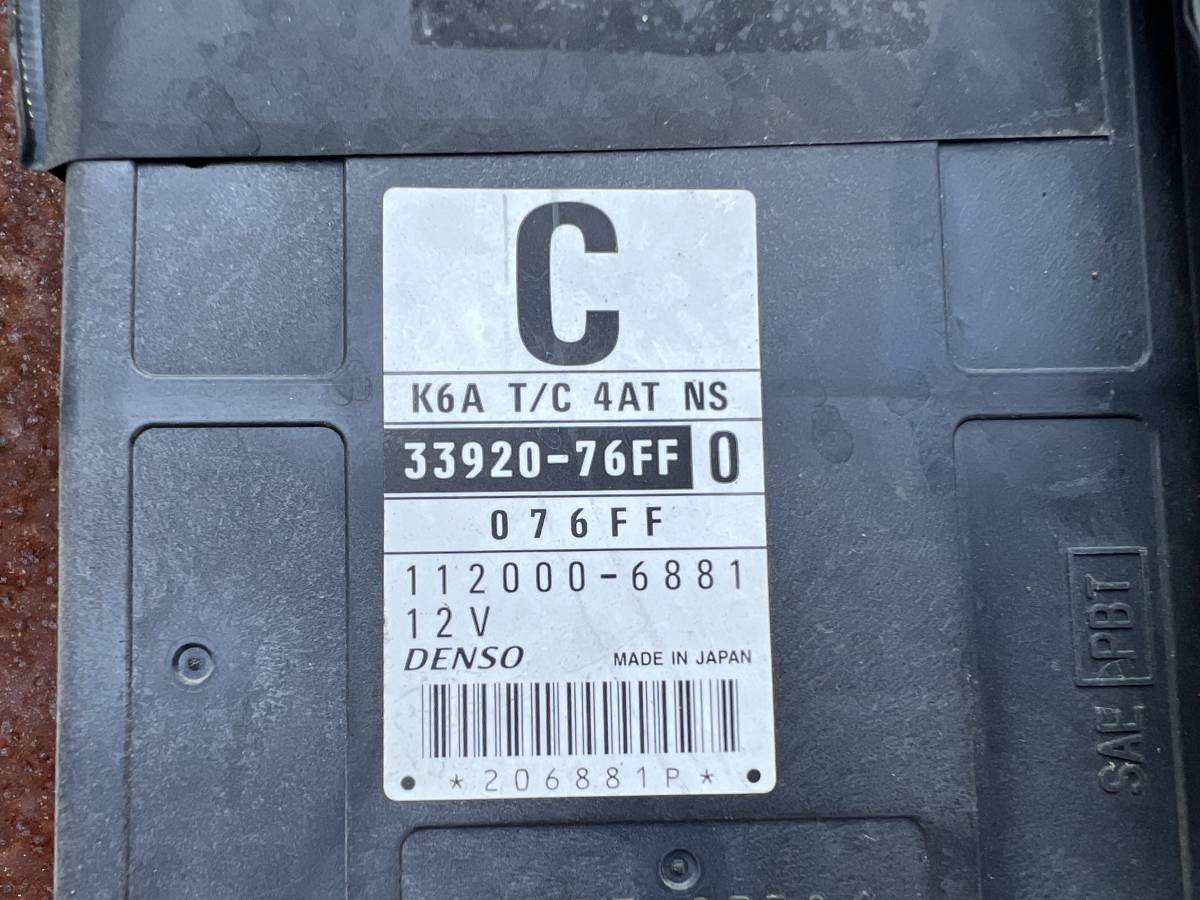 C
K6A T/C 4AT NS
33920-76FF 0
076FF
112000-6881
12V
DENSO MADE IN JAPAN
*206881P*
SAE PBT